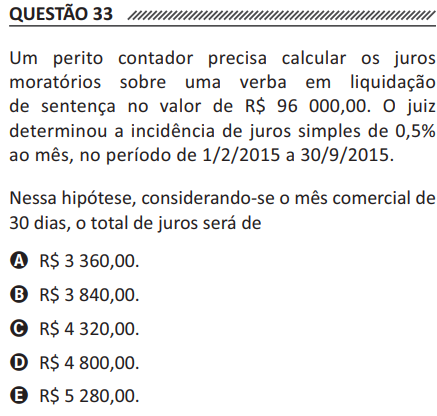 QUESTÃO 33
Um perito contador precisa calcular os juros
moratórios sobre uma verba em liquidação
de sentença no valor de R$ 96 000,00. O juiz
determinou a incidência de juros simples de 0,5%
ao mês, no período de 1/2/2015 a 30/9/2015.
Nessa hipótese, considerando-se o mês comercial de
30 dias, o total de juros será de
A R$ 3 360,00.
B R$ 3 840,00.
C R$ 4 320,00.
D R$ 4 800,00.
E R$ 5 280,00.